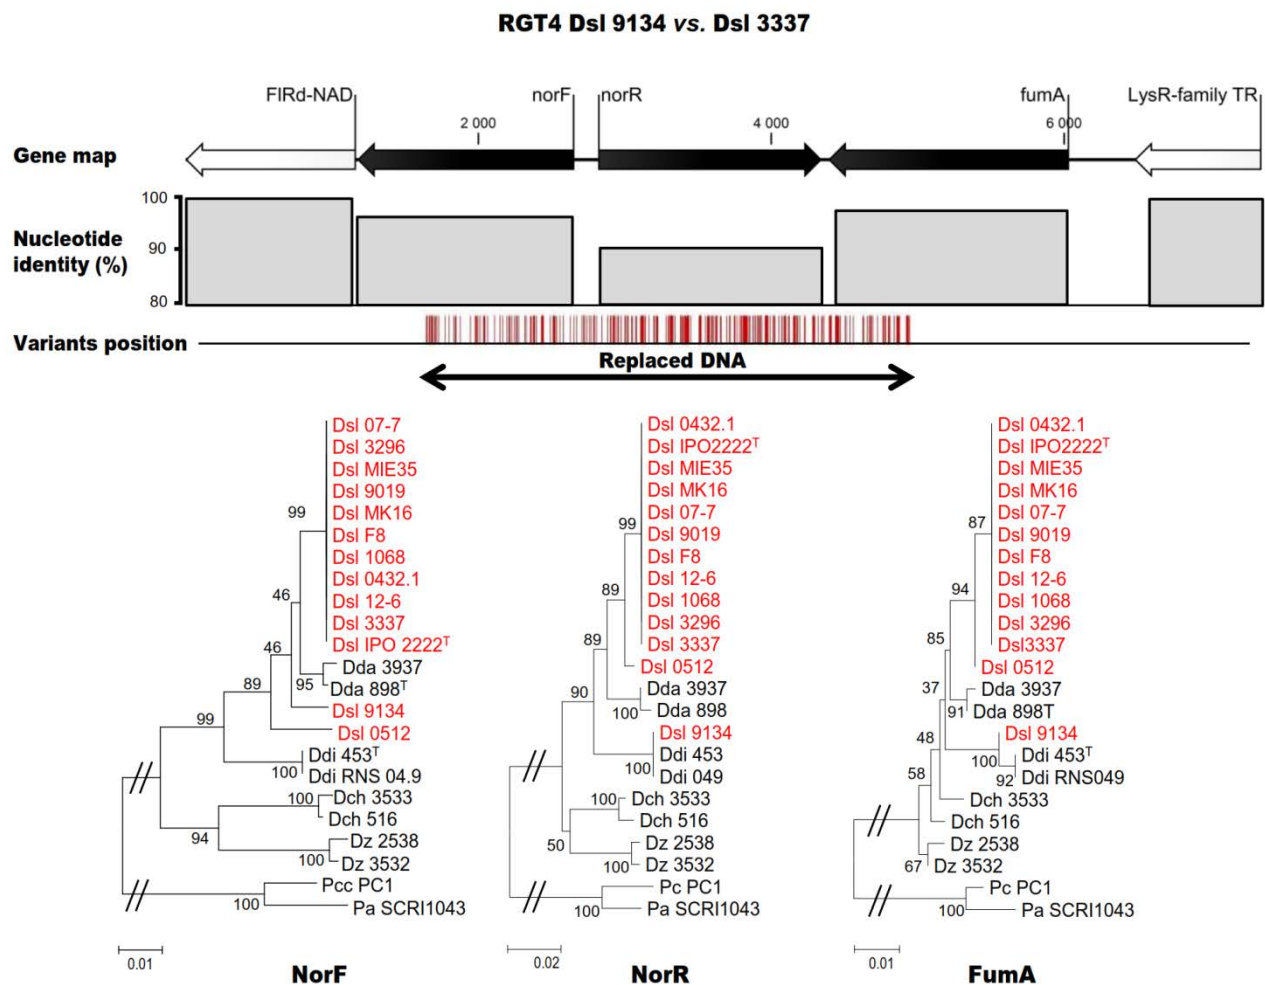 RGT4 Dsl 9134 vs. Dsl 3337
FlRd-NAD norF norR fumA LysR-family TR
2 000 4 000 6 000
Gene map
100
Nucleotide
identity (%)
90
80
Variants position
Replaced DNA
Dsl 07-7
Dsl 3296
Dsl MIE35
Dsl 9019
Dsl MK16
Dsl F8
Dsl 1068
Dsl 0432.1
Dsl 12-6
Dsl 3337
Dsl IPO 2222ᵀ
Dda 3937
Dda 898ᵀ
Dsl 9134
Dsl 0512
Ddi 453ᵀ
Ddi RNS 04.9
Dch 3533
Dch 516
Dz 2538
Dz 3532
Pcc PC1
Pa SCRI1043
99
46
46
95
89
99
100
100
94
100
100
0.01
NorF
Dsl 0432.1
Dsl IPO2222ᵀ
Dsl MIE35
Dsl MK16
Dsl 07-7
Dsl 9019
Dsl F8
Dsl 12-6
Dsl 1068
Dsl 3296
Dsl 3337
Dsl 0512
Dda 3937
Dda 898
Dsl 9134
Ddi 453
Ddi 049
Dch 3533
Dch 516
Dz 2538
Dz 3532
Pc PC1
Pa SCRI1043
99
89
89
90
100
100
100
50
100
100
0.02
NorR
Dsl 0432.1
Dsl IPO2222ᵀ
Dsl MIE35
Dsl MK16
Dsl 07-7
Dsl 9019
Dsl F8
Dsl 12-6
Dsl 1068
Dsl 3296
Dsl3337
Dsl 0512
Dda 3937
Dda 898T
Dsl 9134
Ddi 453ᵀ
Ddi RNS049
Dch 3533
Dch 516
Dz 2538
Dz 3532
Pc PC1
Pa SCRI1043
87
94
85
37
91
48
100
92
58
67
100
0.01
FumA